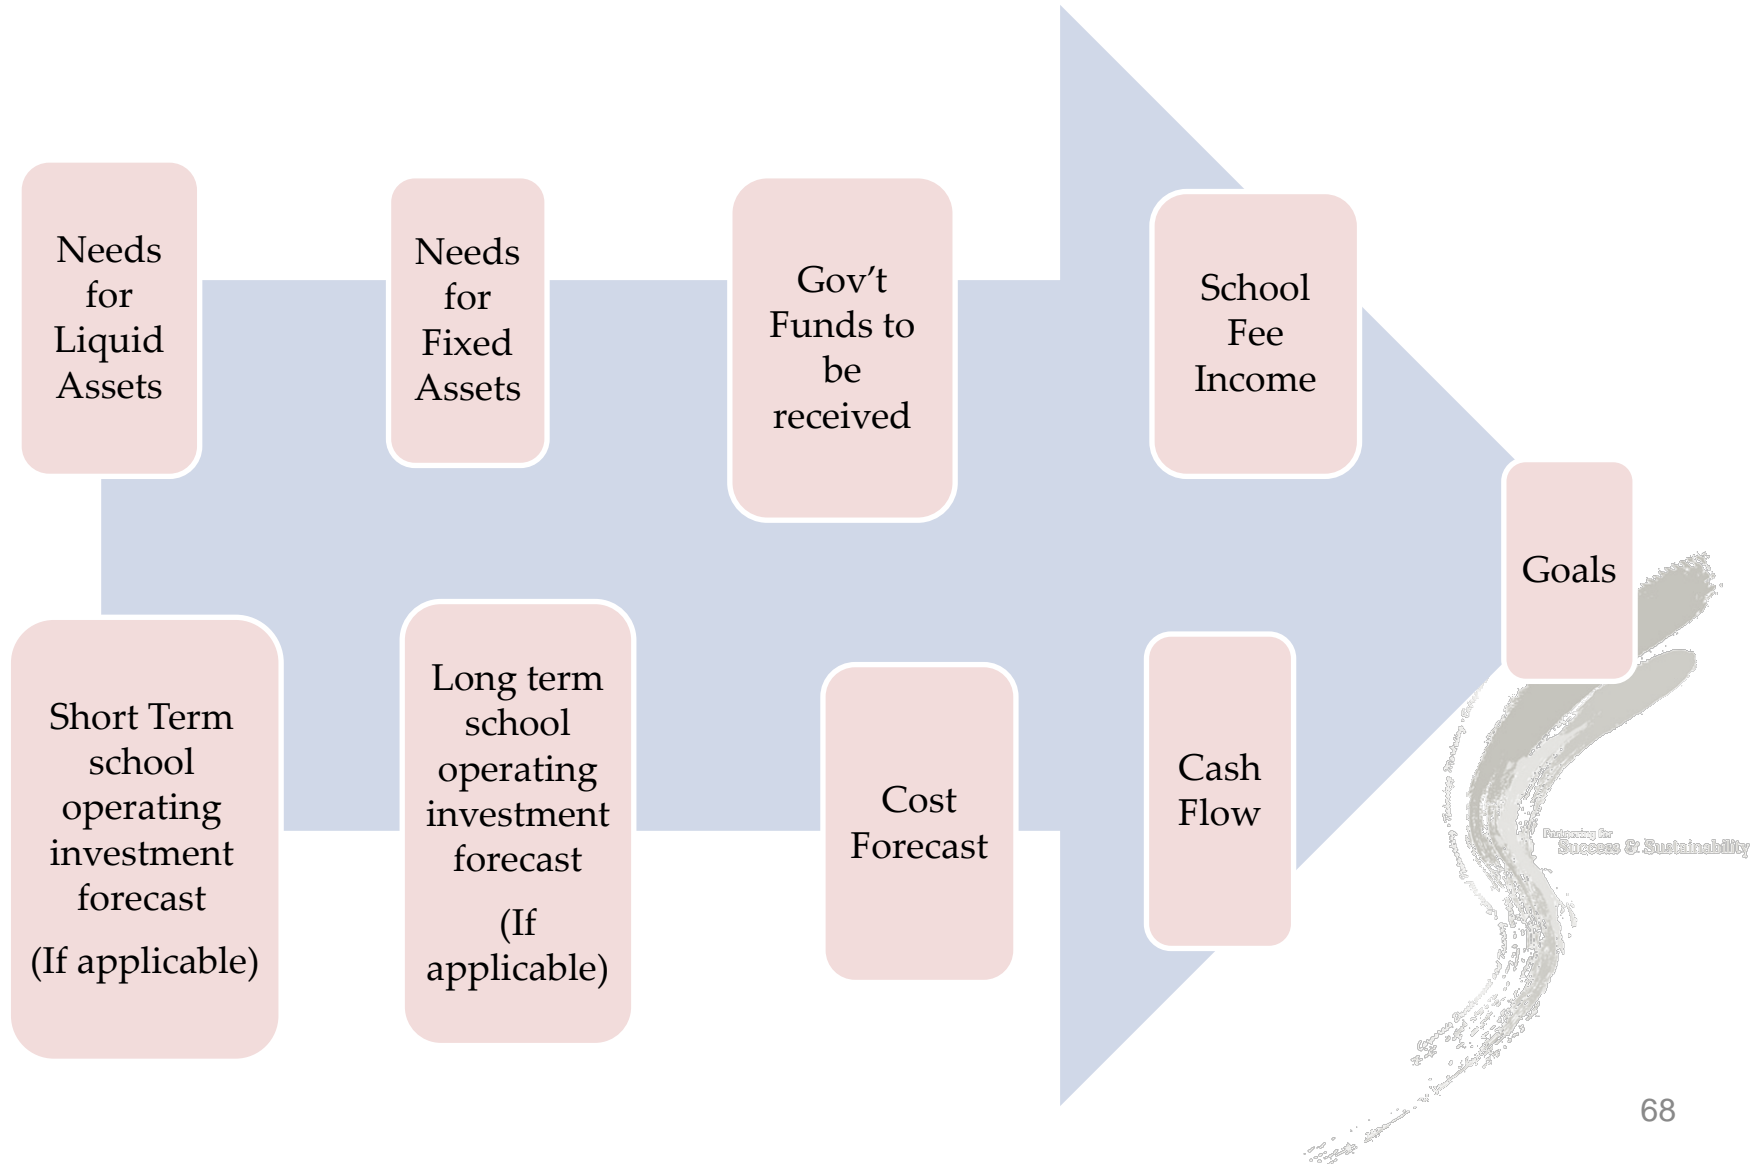 Needs
for
Liquid
Assets
Needs
for
Fixed
Assets
Gov’t
Funds to
be
received
School
Fee
Income
Goals
Short Term
school
operating
investment
forecast
(If applicable)
Long term
school
operating
investment
forecast
(If
applicable)
Cost
Forecast
Cash
Flow
Partnering for
Success & Sustainability
68